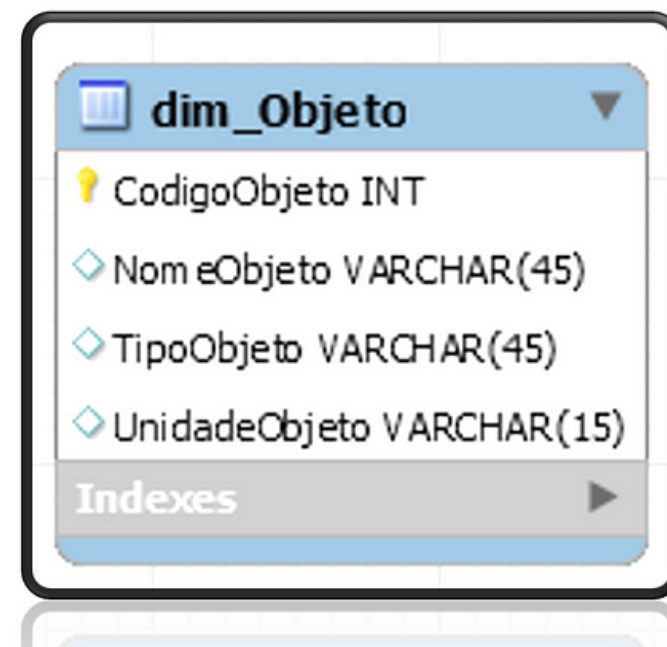 dim_Objeto
CodigoObjeto INT
NomeObjeto VARCHAR(45)
TipoObjeto VARCHAR(45)
UnidadeObjeto VARCHAR(15)
Indexes